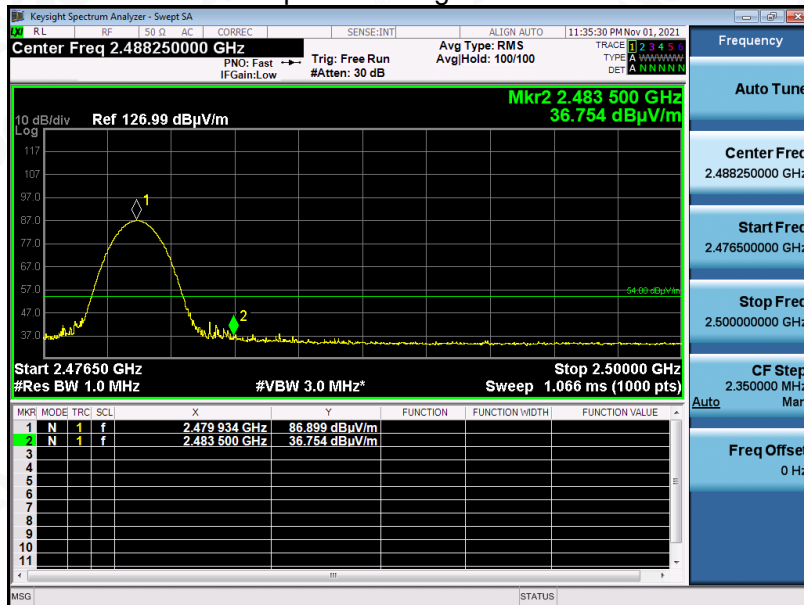 Keysight Spectrum Analyzer - Swept SA
RL RF 50 Ω AC CORREC SENSE:INT ALIGN AUTO 11:35:30 PM Nov 01, 2021
Center Freq 2.488250000 GHz
PNO: Fast
IFGain:Low
Trig: Free Run
#Atten: 30 dB
Avg Type: RMS
Avg|Hold: 100/100
TRACE 1 2 3 4 5 6
TYPE A WWWWW
DET A N N N N N
Mkr2 2.483 500 GHz
36.754 dBµV/m
10 dB/div Ref 126.99 dBµV/m
Log
117
107
97.0
87.0
77.0
67.0
57.0
47.0
37.0
1
2
54.00 dBµV/m
Start 2.47650 GHz Stop 2.50000 GHz
#Res BW 1.0 MHz #VBW 3.0 MHz* Sweep 1.066 ms (1000 pts)
MKR MODE TRC SCL X Y FUNCTION FUNCTION WIDTH FUNCTION VALUE
1 N 1 f 2.479 934 GHz 86.899 dBµV/m
2 N 1 f 2.483 500 GHz 36.754 dBµV/m
3
4
5
6
7
8
9
10
11
MSG STATUS
Frequency
Auto Tune
Center Freq
2.488250000 GHz
Start Freq
2.476500000 GHz
Stop Freq
2.500000000 GHz
CF Step
2.350000 MHz
Auto Man
Freq Offset
0 Hz